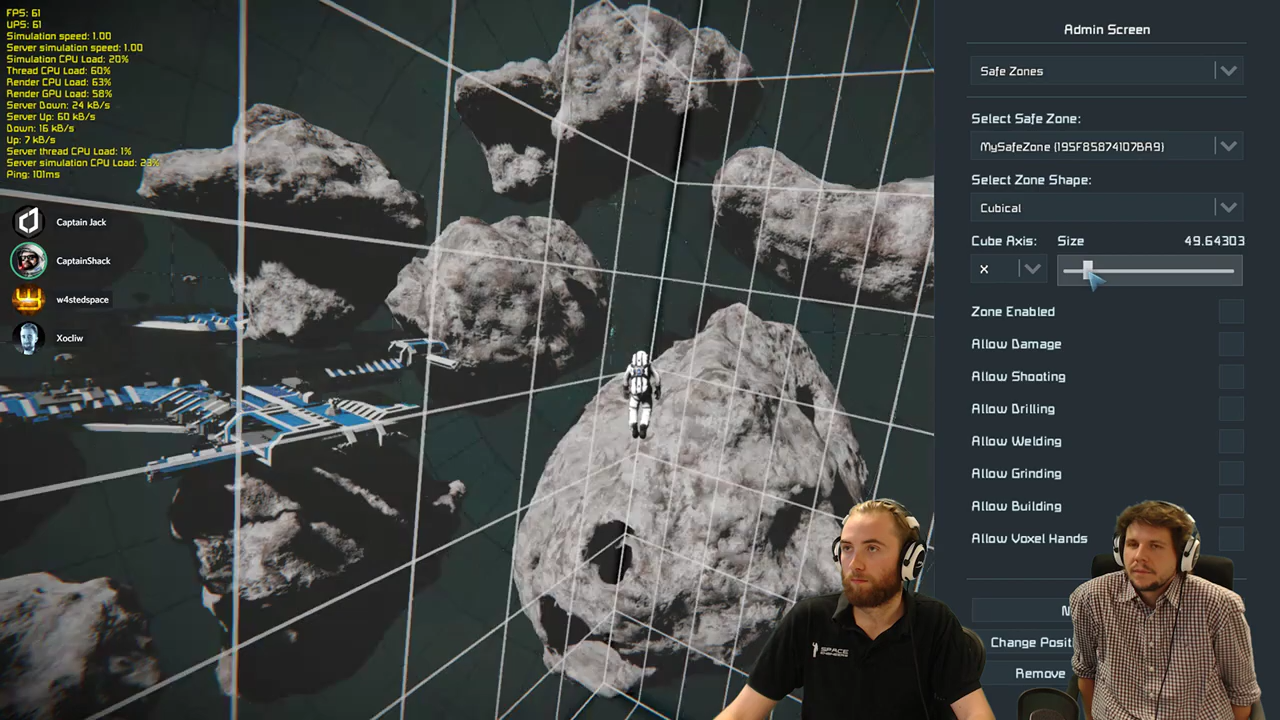 FPS: 61
UPS: 61
Simulation speed: 1.00
Server simulation speed: 1.00
Simulation CPU Load: 20%
Thread CPU Load: 60%
Render CPU Load: 63%
Render GPU Load: 58%
Server Down: 24 kB/s
Server Up: 60 kB/s
Down: 16 kB/s
Up: 7 kB/s
Server thread CPU Load: 1%
Server simulation CPU Load: 23%
Ping: 101ms
Captain Jack
CaptainShack
w4stedspace
Xocliw
Admin Screen
Safe Zones
Select Safe Zone:
MySafeZone (195F85874107BA9)
Select Zone Shape:
Cubical
Cube Axis: Size 49.64303
X
Zone Enabled
Allow Damage
Allow Shooting
Allow Drilling
Allow Welding
Allow Grinding
Allow Building
Allow Voxel Hands
Change Posit
Remove
SPACE
ENGINEERS